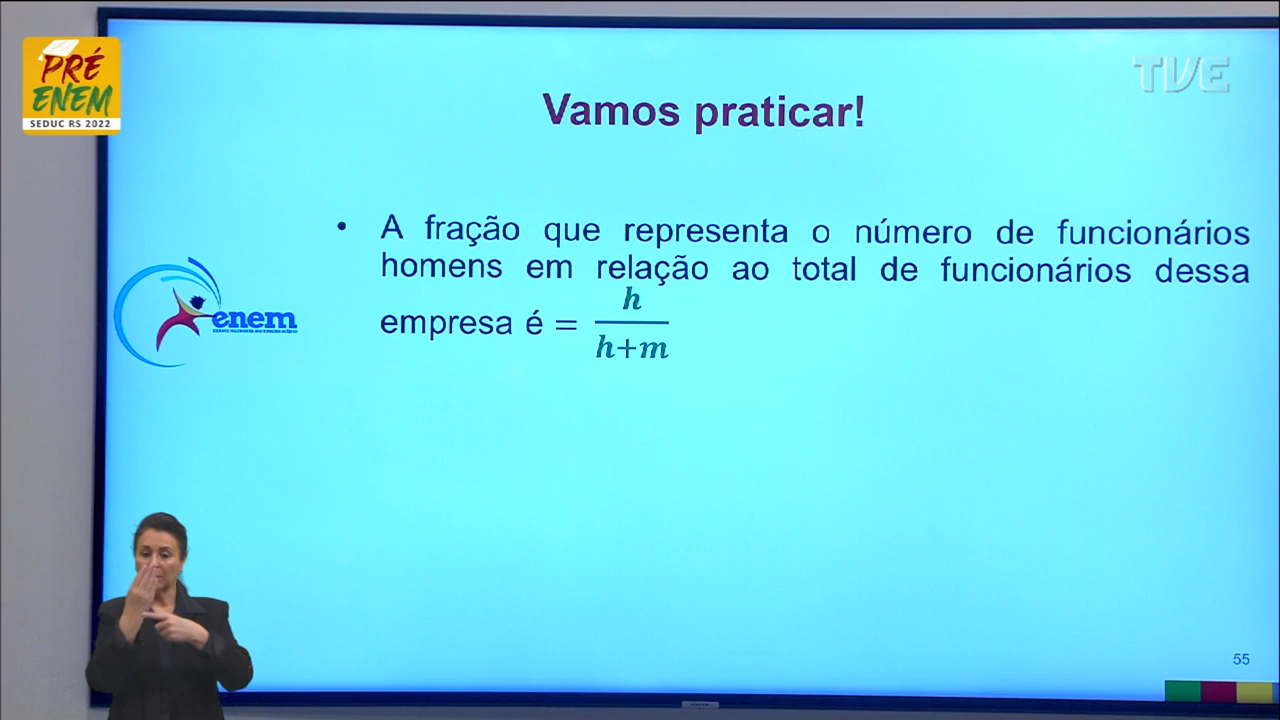 PRÉ
ENEM
SEDUC RS 2022
TVE
Vamos praticar!
• A fração que representa o número de funcionários
homens em relação ao total de funcionários dessa
empresa é = h/(h+m)
enem
55